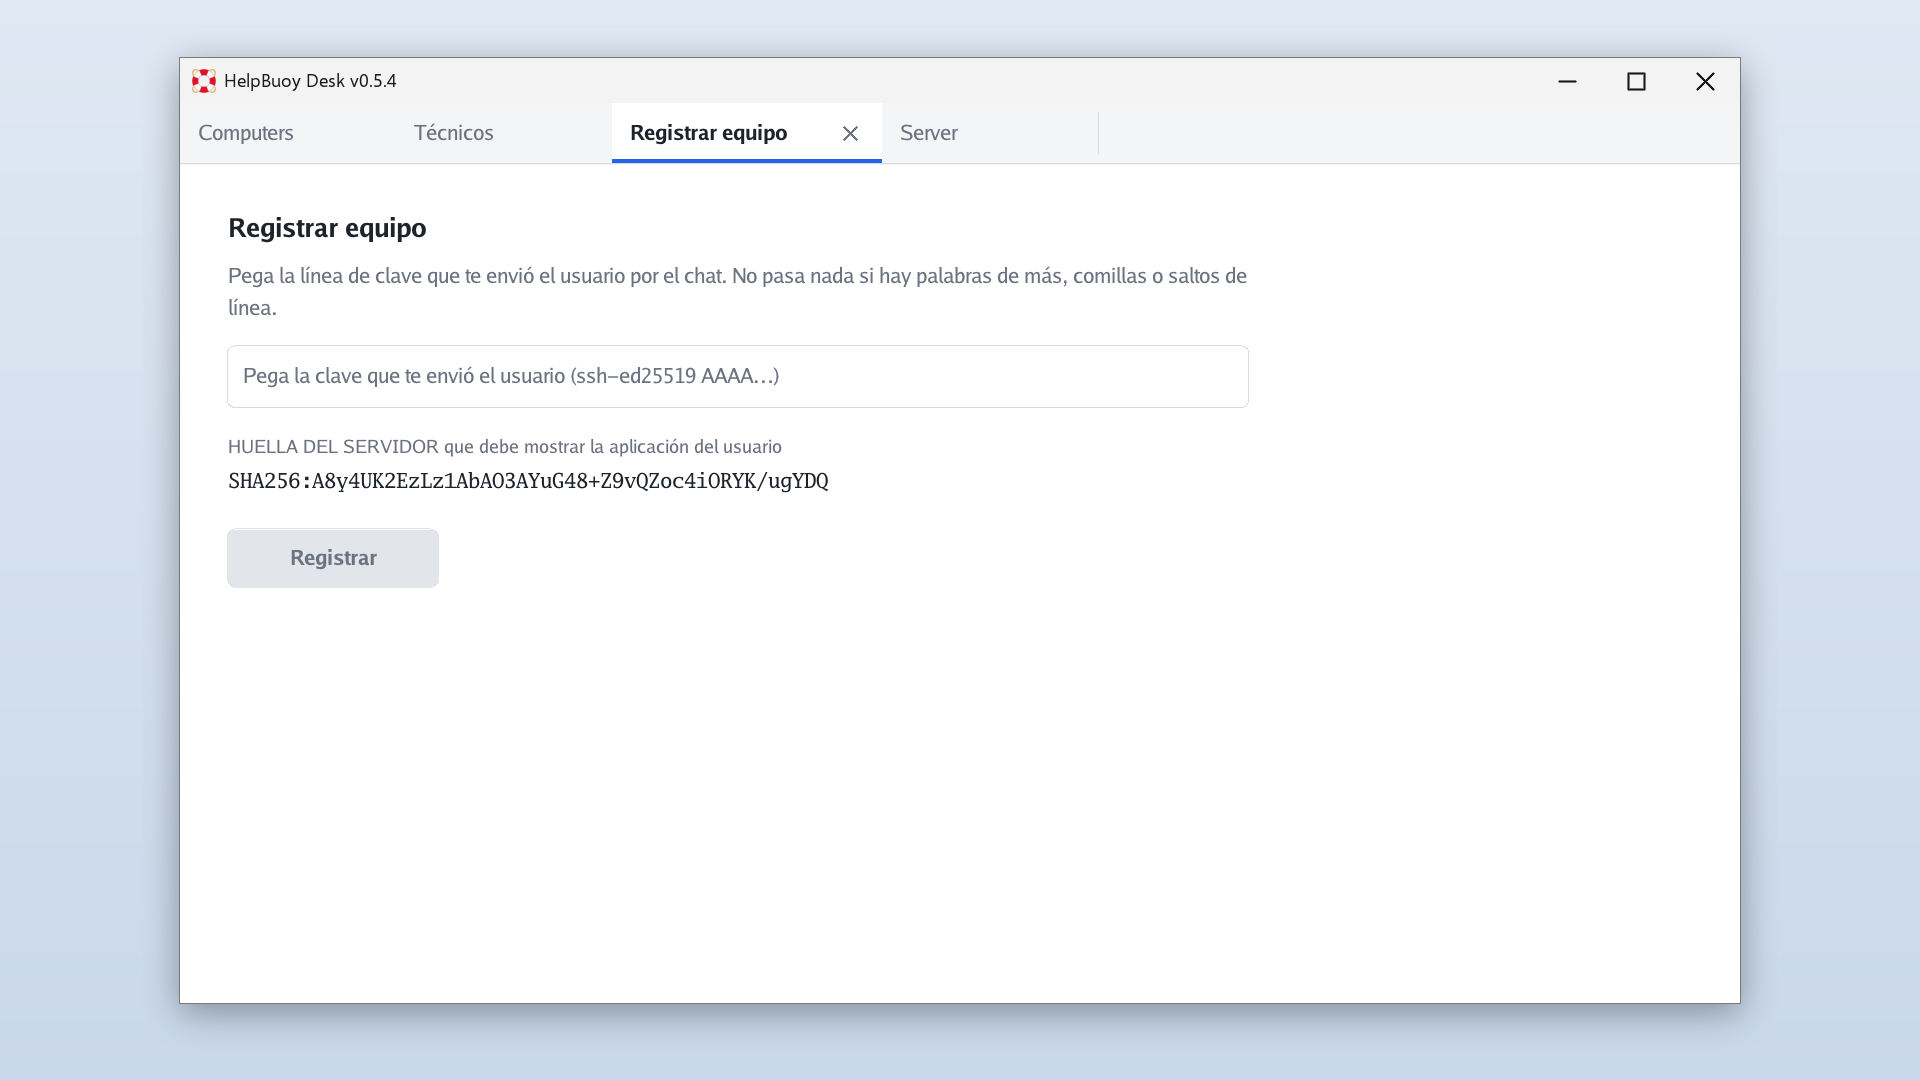 HelpBuoy Desk v0.5.4
Computers
Técnicos
Registrar equipo
Server
Registrar equipo
Pega la línea de clave que te envió el usuario por el chat. No pasa nada si hay palabras de más, comillas o saltos de
línea.
Pega la clave que te envió el usuario (ssh-ed25519 AAAA…)
HUELLA DEL SERVIDOR que debe mostrar la aplicación del usuario
SHA256:A8y4UK2EzLz1AbAO3AYuG48+Z9vQZoc4iORYK/ugYDQ
Registrar